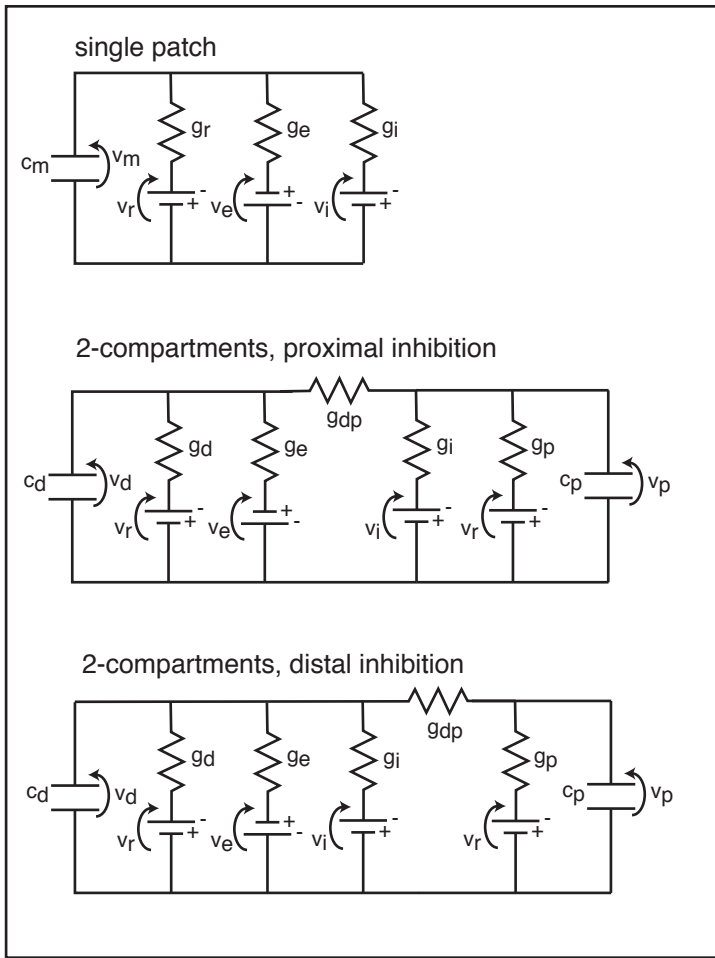 single patch
gr ge gi
cm vm
- + -
vr + ve - vi +
2-compartments, proximal inhibition
gdp
gd ge gi gp
cd vd cp vp
- + - -
vr + ve - vi + vr +
2-compartments, distal inhibition
gdp
gd ge gi gp
cd vd cp vp
- + - -
vr + ve - vi + vr +